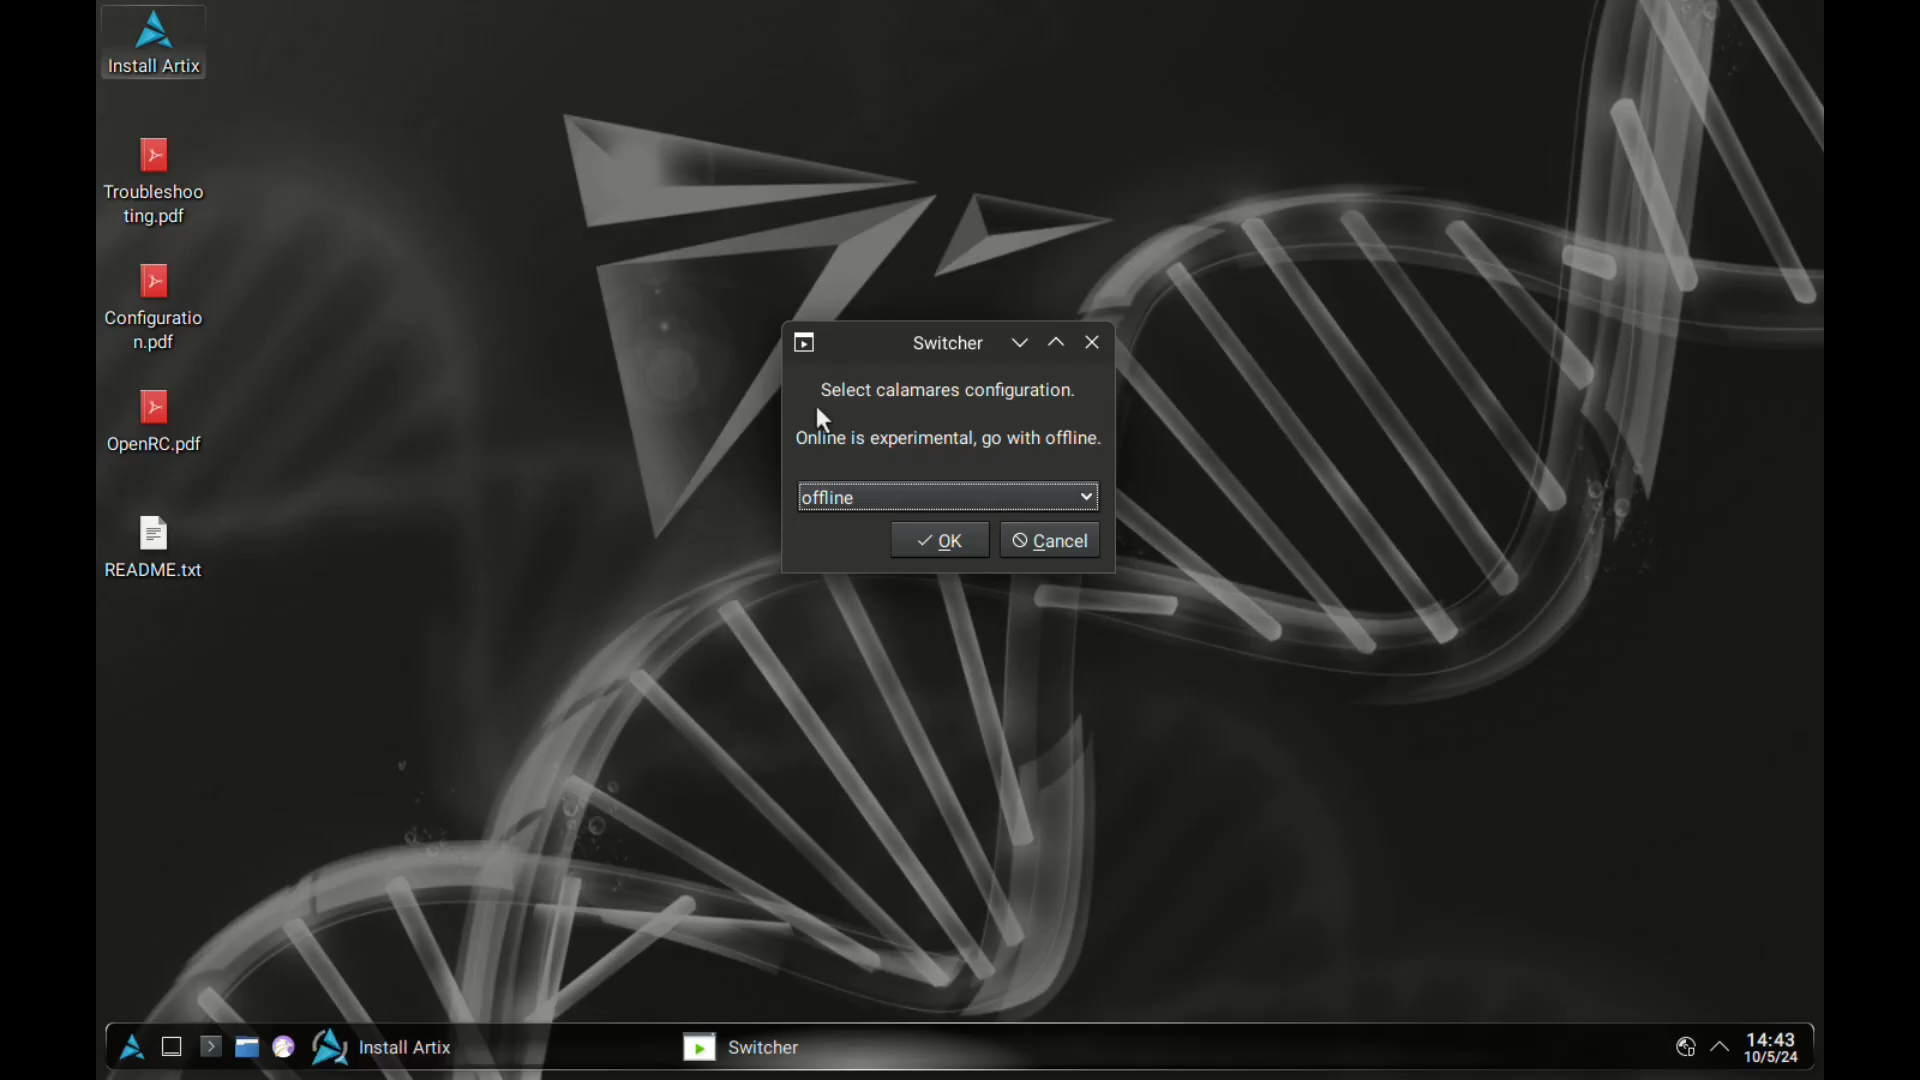 Install Artix
Troubleshoo
ting.pdf
Configuratio
n.pdf
OpenRC.pdf
README.txt
Switcher
Select calamares configuration.
Online is experimental, go with offline.
offline
OK
Cancel
Install Artix
Switcher
14:43
10/5/24